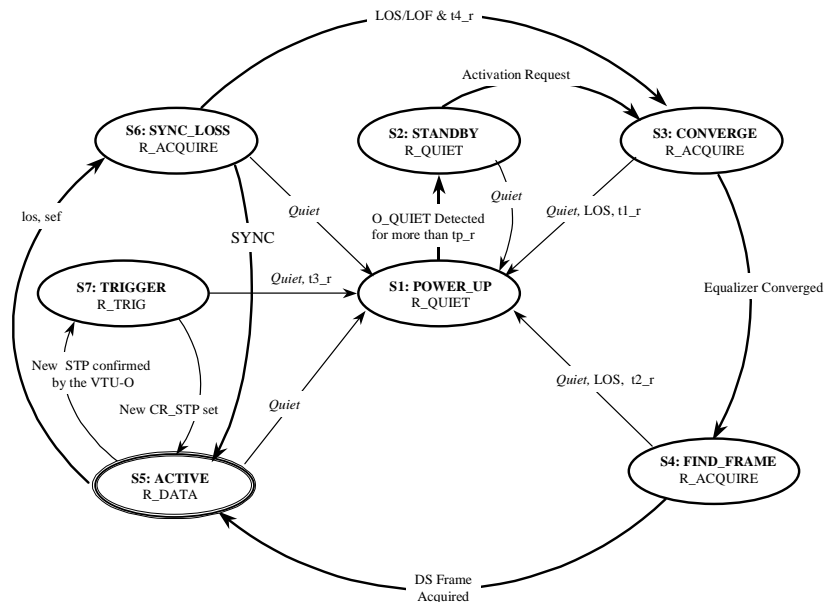 LOS/LOF & t4_r
Activation Request
S6: SYNC_LOSS
R_ACQUIRE
S2: STANDBY
R_QUIET
S3: CONVERGE
R_ACQUIRE
Quiet
Quiet
los, sef
SYNC
O_QUIET Detected
for more than tp_r
Quiet, LOS, t1_r
S7: TRIGGER
R_TRIG
Quiet, t3_r
S1: POWER_UP
R_QUIET
Equalizer Converged
New STP confirmed
by the VTU-O
Quiet, LOS, t2_r
New CR_STP set
Quiet
S5: ACTIVE
R_DATA
S4: FIND_FRAME
R_ACQUIRE
DS Frame
Acquired